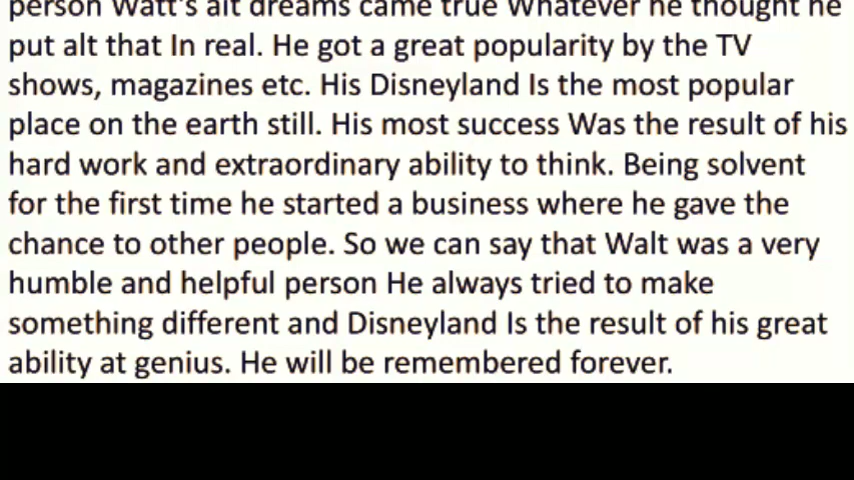 person Watt's alt dreams came true Whatever he thought he
put alt that In real. He got a great popularity by the TV
shows, magazines etc. His Disneyland Is the most popular
place on the earth still. His most success Was the result of his
hard work and extraordinary ability to think. Being solvent
for the first time he started a business where he gave the
chance to other people. So we can say that Walt was a very
humble and helpful person He always tried to make
something different and Disneyland Is the result of his great
ability at genius. He will be remembered forever.